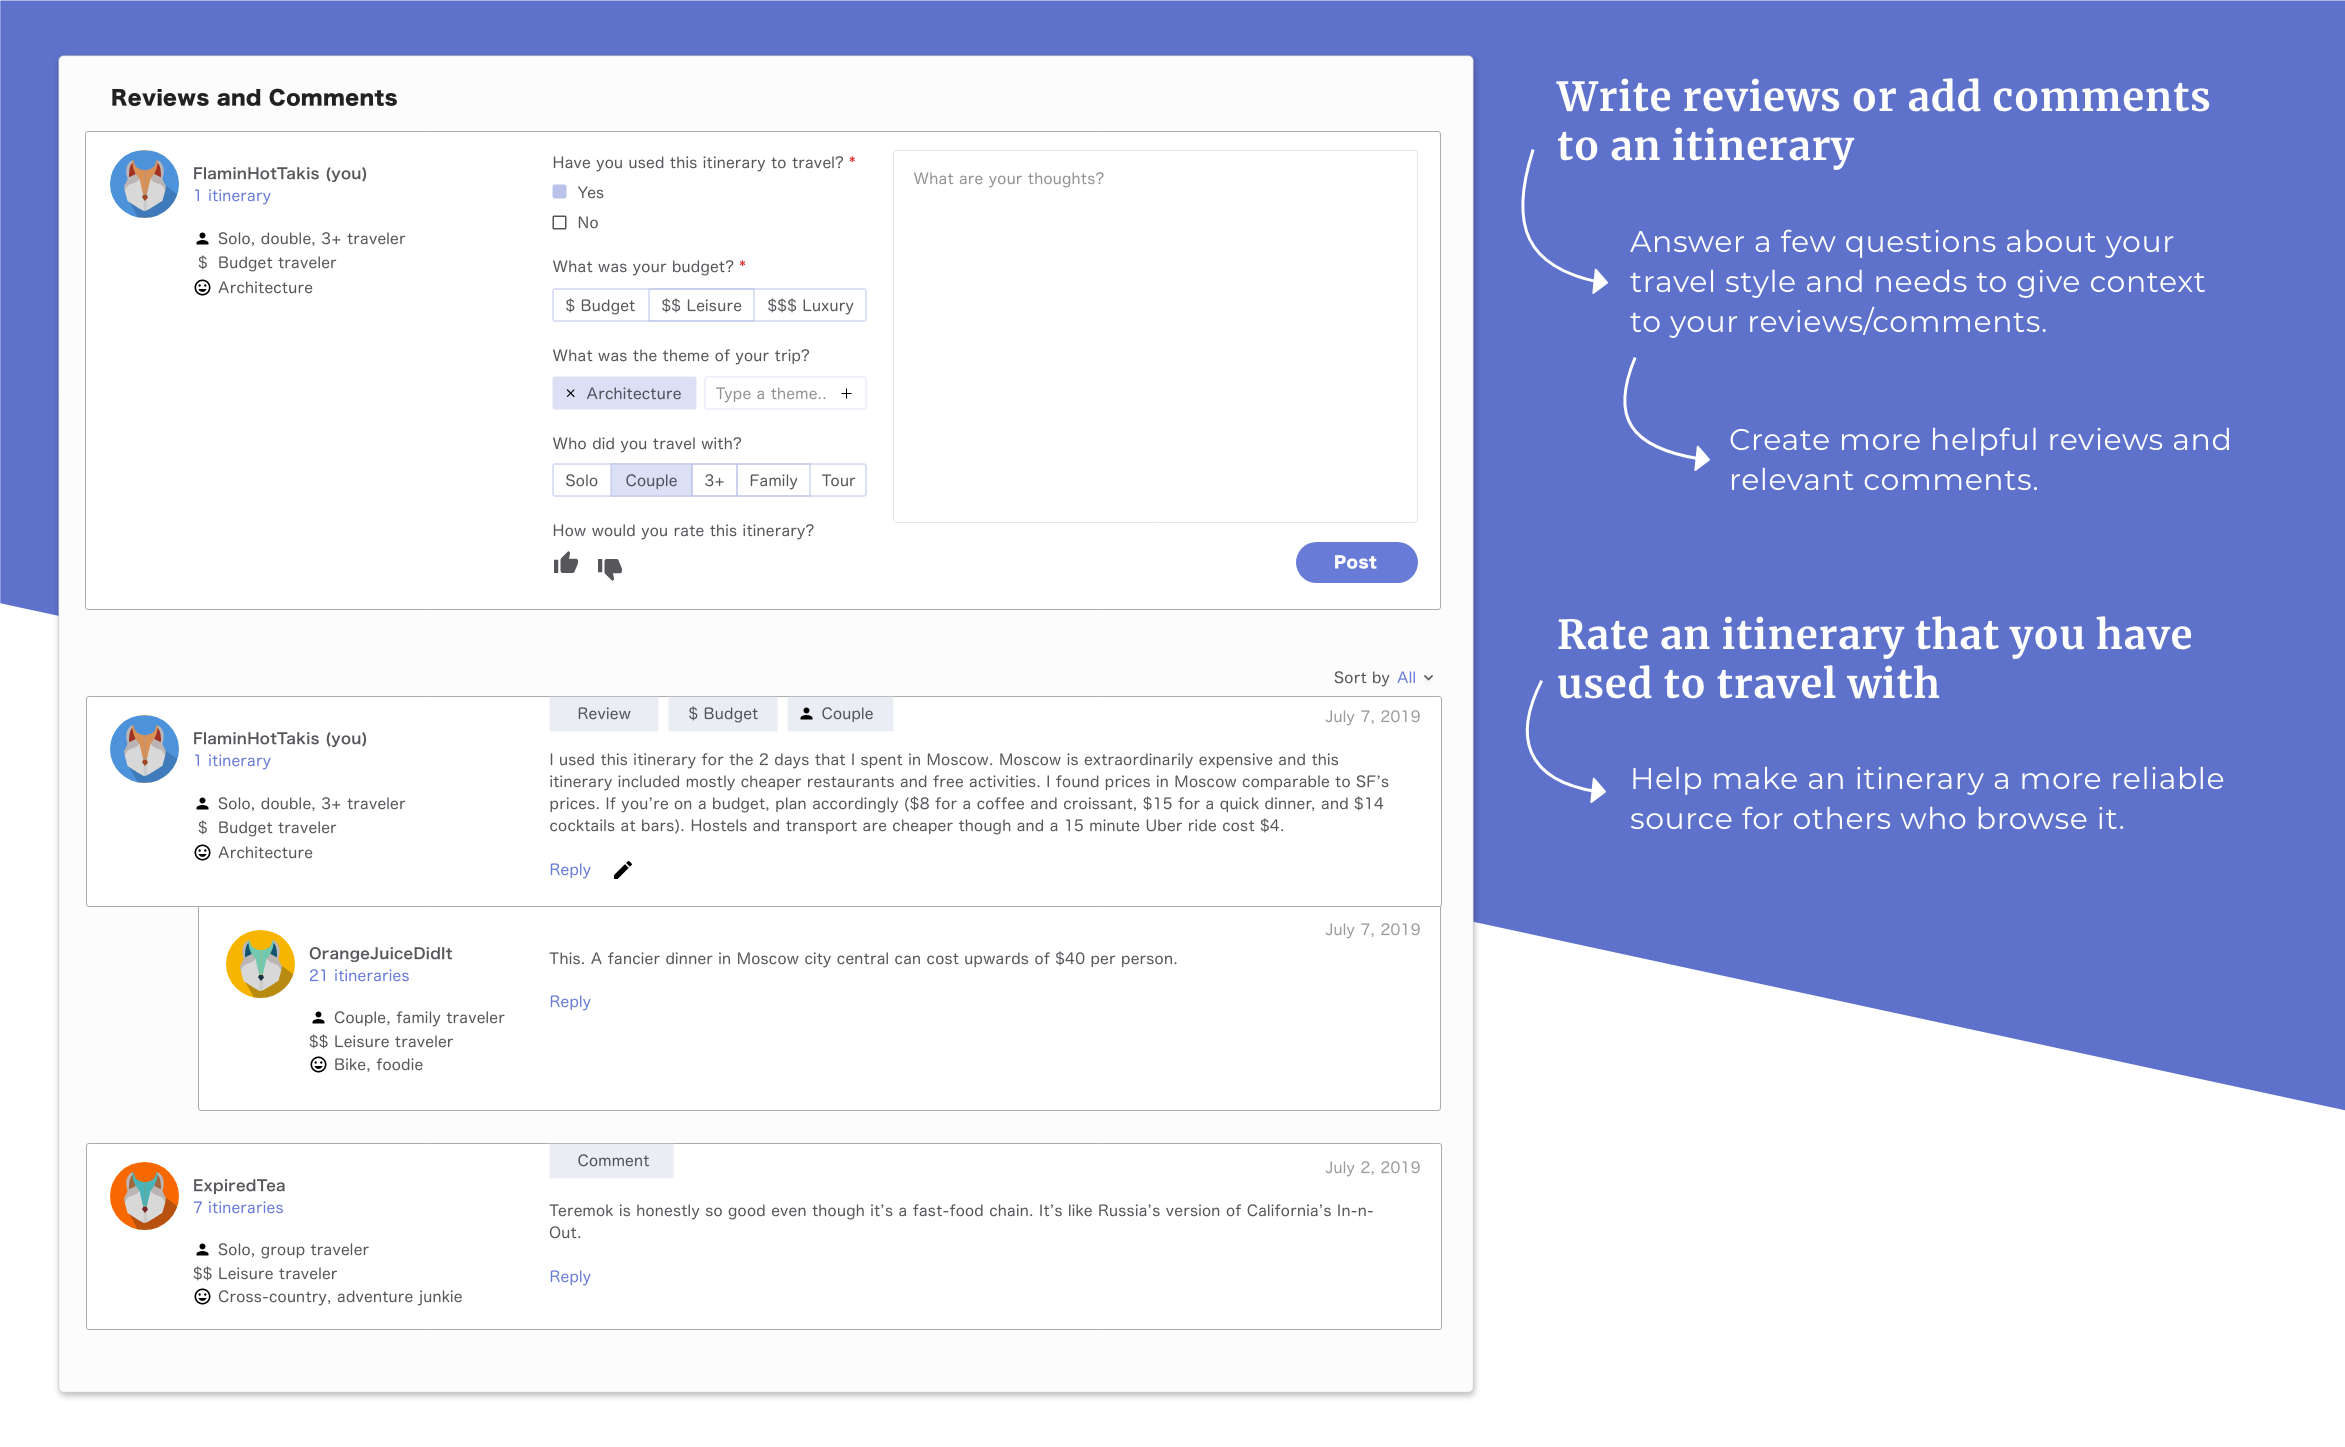 Reviews and Comments
FlaminHotTakis (you)
1 itinerary
Solo, double, 3+ traveler
$ Budget traveler
Architecture
Have you used this itinerary to travel? *
Yes
No
What was your budget? *
$ Budget $$ Leisure $$$ Luxury
What was the theme of your trip?
× Architecture Type a theme.. +
Who did you travel with?
Solo Couple 3+ Family Tour
How would you rate this itinerary?
What are your thoughts?
Post
Sort by All
FlaminHotTakis (you)
1 itinerary
Solo, double, 3+ traveler
$ Budget traveler
Architecture
Review $ Budget Couple
July 7, 2019
I used this itinerary for the 2 days that I spent in Moscow. Moscow is extraordinarily expensive and this
itinerary included mostly cheaper restaurants and free activities. I found prices in Moscow comparable to SF's
prices. If you're on a budget, plan accordingly ($8 for a coffee and croissant, $15 for a quick dinner, and $14
cocktails at bars). Hostels and transport are cheaper though and a 15 minute Uber ride cost $4.
Reply
OrangeJuiceDidIt
21 itineraries
Couple, family traveler
$$ Leisure traveler
Bike, foodie
July 7, 2019
This. A fancier dinner in Moscow city central can cost upwards of $40 per person.
Reply
ExpiredTea
7 itineraries
Solo, group traveler
$$ Leisure traveler
Cross-country, adventure junkie
Comment
July 2, 2019
Teremok is honestly so good even though it's a fast-food chain. It's like Russia's version of California's In-n-
Out.
Reply
Write reviews or add comments
to an itinerary
Answer a few questions about your
travel style and needs to give context
to your reviews/comments.
Create more helpful reviews and
relevant comments.
Rate an itinerary that you have
used to travel with
Help make an itinerary a more reliable
source for others who browse it.